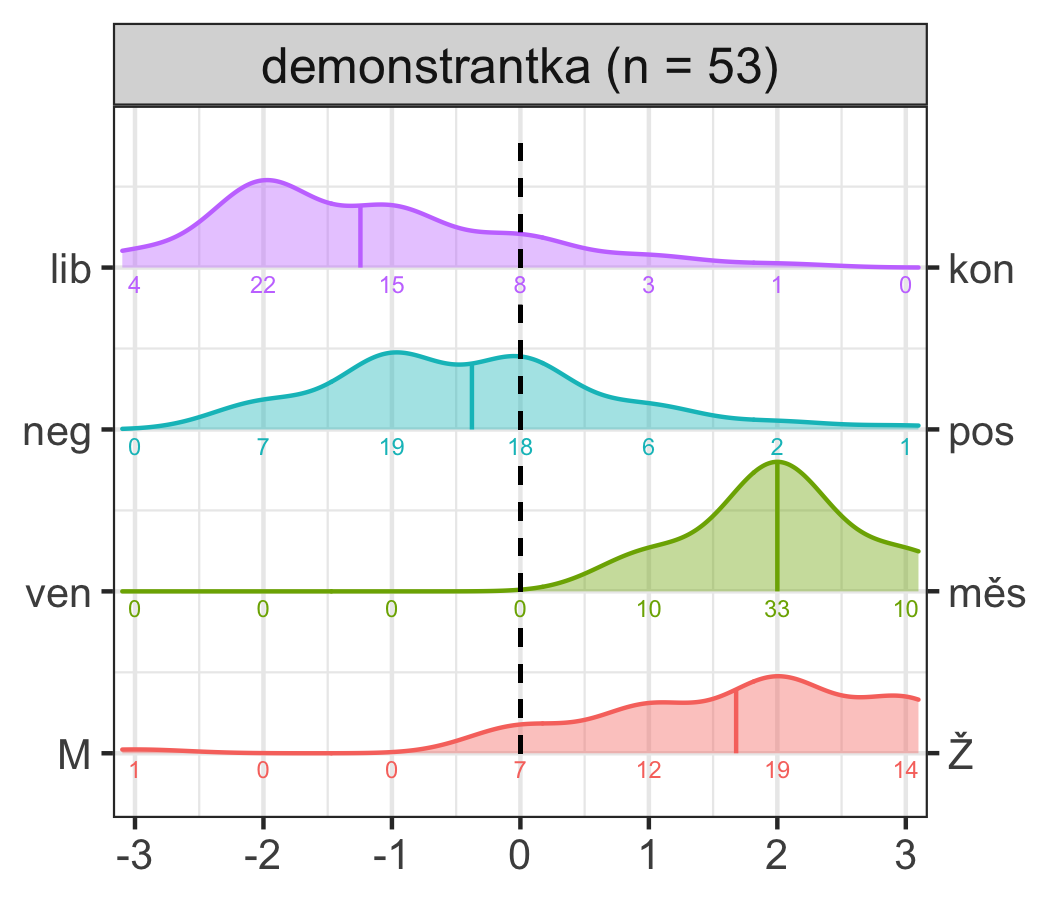 demonstrantka (n = 53)
lib kon
4 22 15 8 3 1 0
neg pos
0 7 19 18 6 2 1
ven měs
0 0 0 0 10 33 10
M Ž
1 0 0 7 12 19 14
-3 -2 -1 0 1 2 3